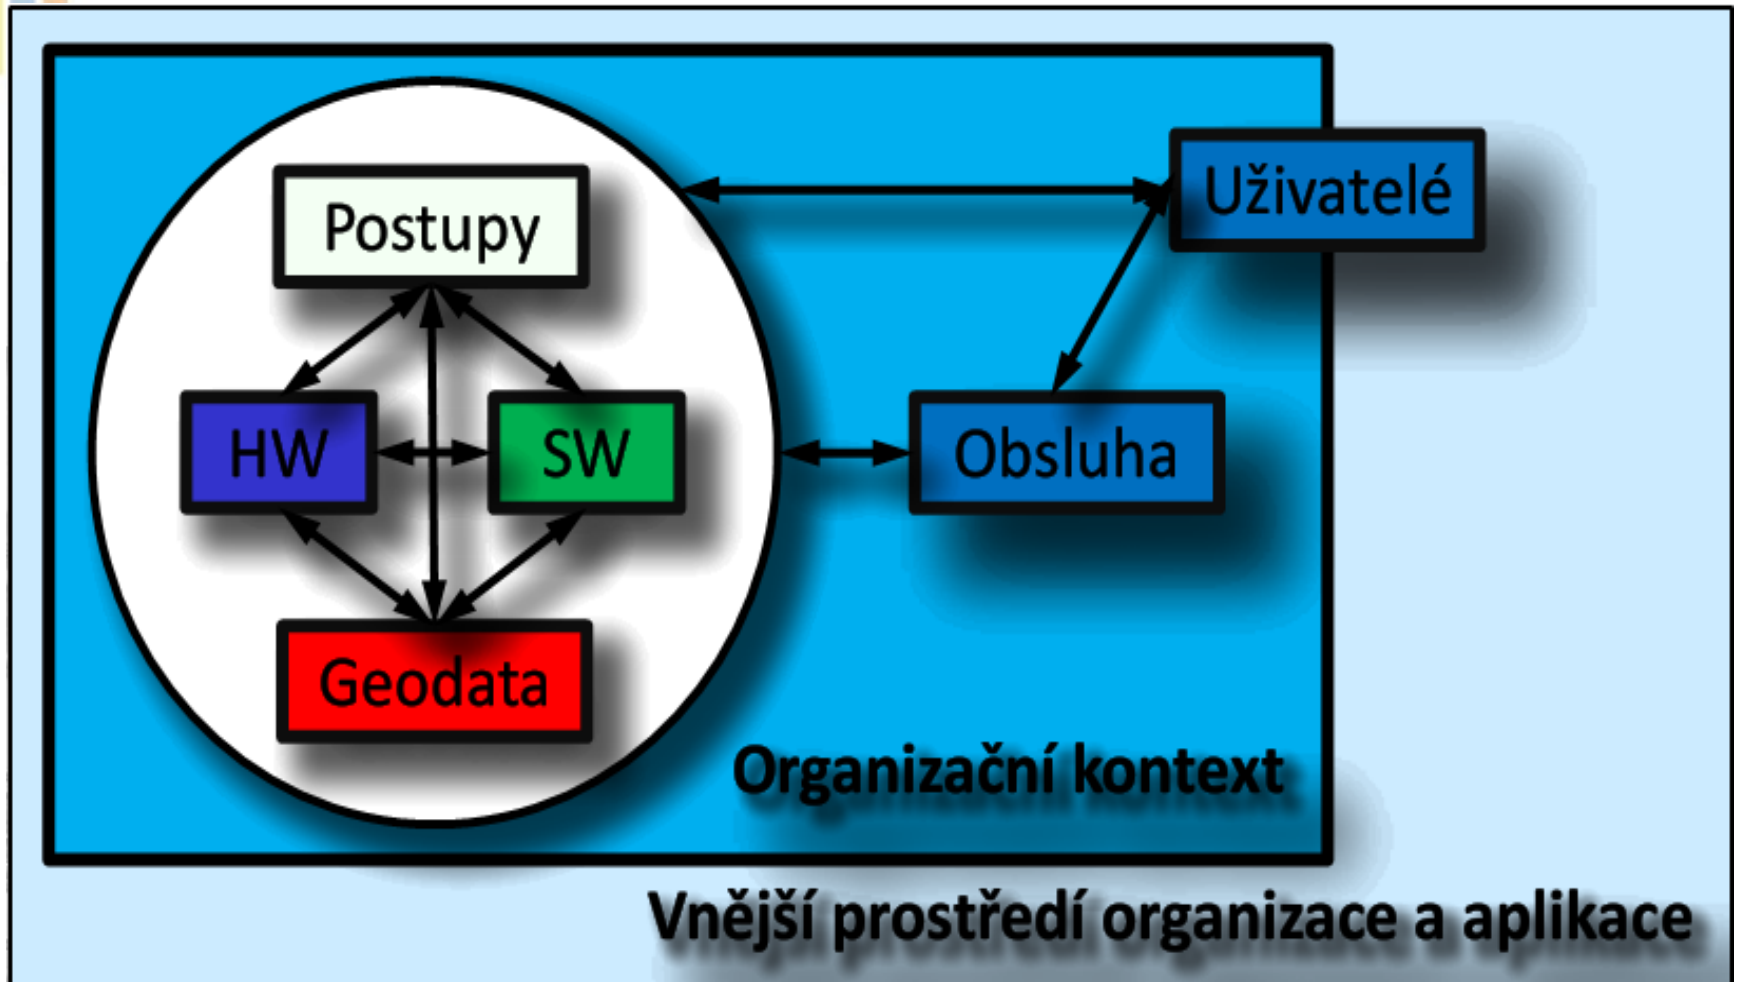 Postupy
Uživatelé
HW
SW
Obsluha
Geodata
Organizační kontext
Vnější prostředí organizace a aplikace